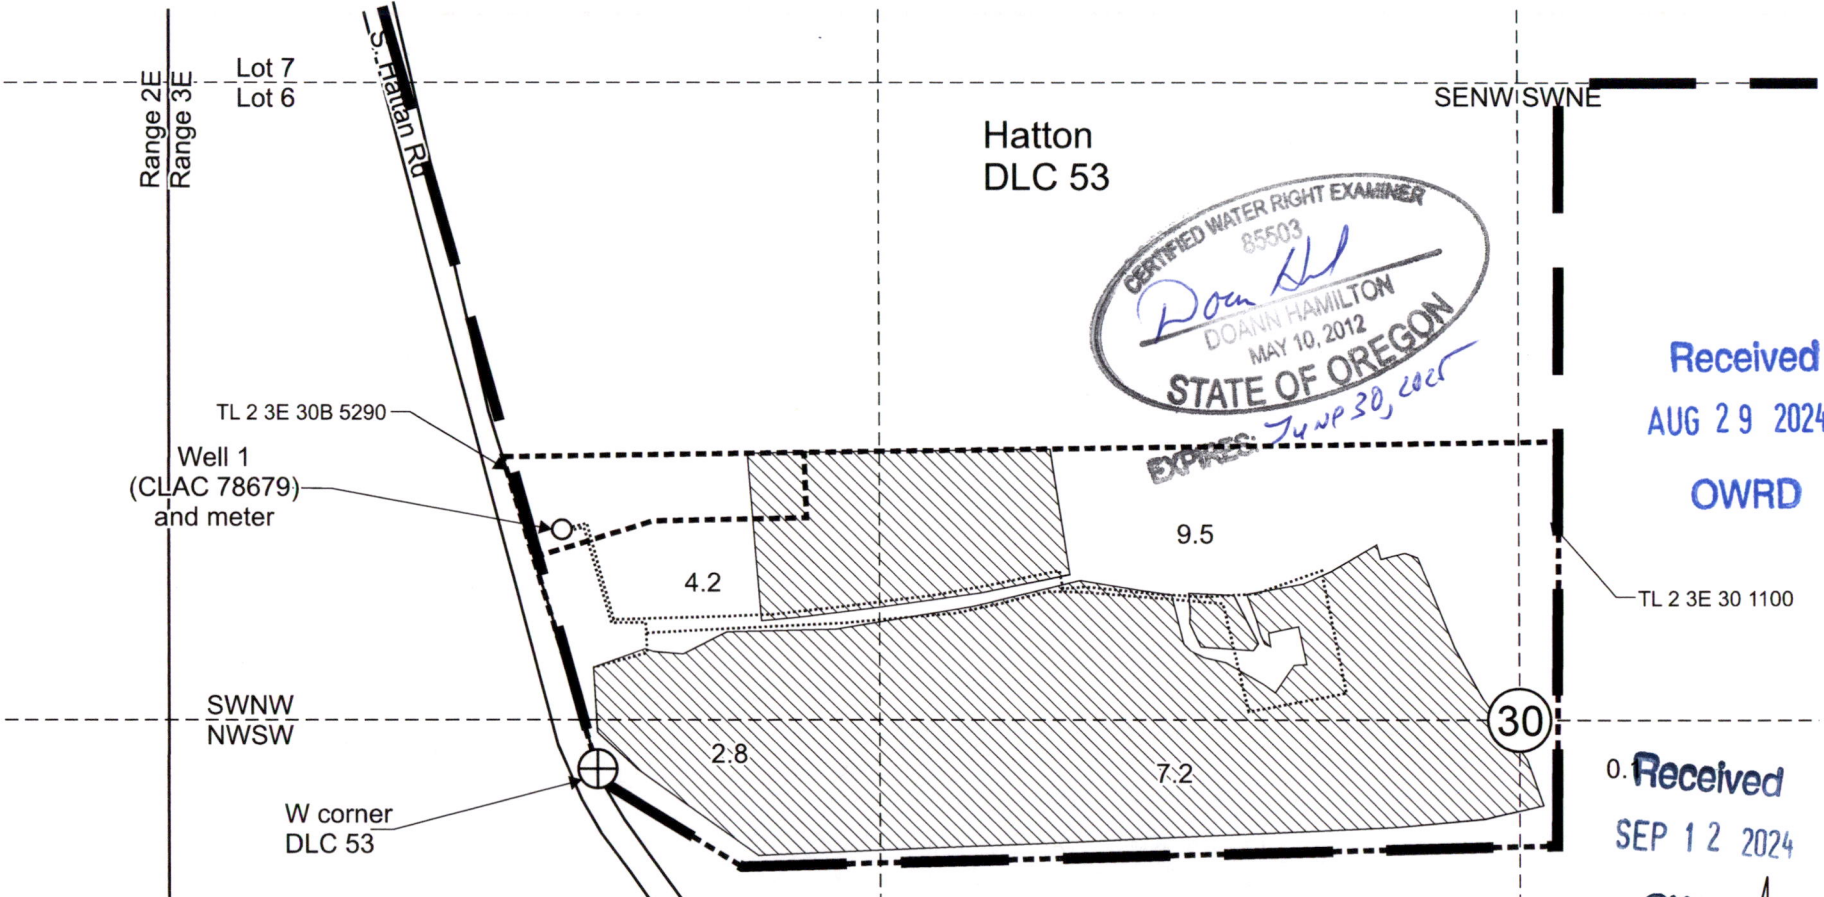 S. Hattan Rd
Range 2E
Range 3E
Lot 7
Lot 6
SENW SWNE
Hatton
DLC 53
CERTIFIED WATER RIGHT EXAMINER
85503
DOANN HAMILTON
MAY 10, 2012
STATE OF OREGON
EXPIRES: June 30, 2025
Received
AUG 29 2024
OWRD
TL 2 3E 30B 5290
Well 1
(CLAC 78679)
and meter
9.5
4.2
TL 2 3E 30 1100
SWNW
NWSW
30
2.8
7.2
Received
SEP 12 2024
W corner
DLC 53